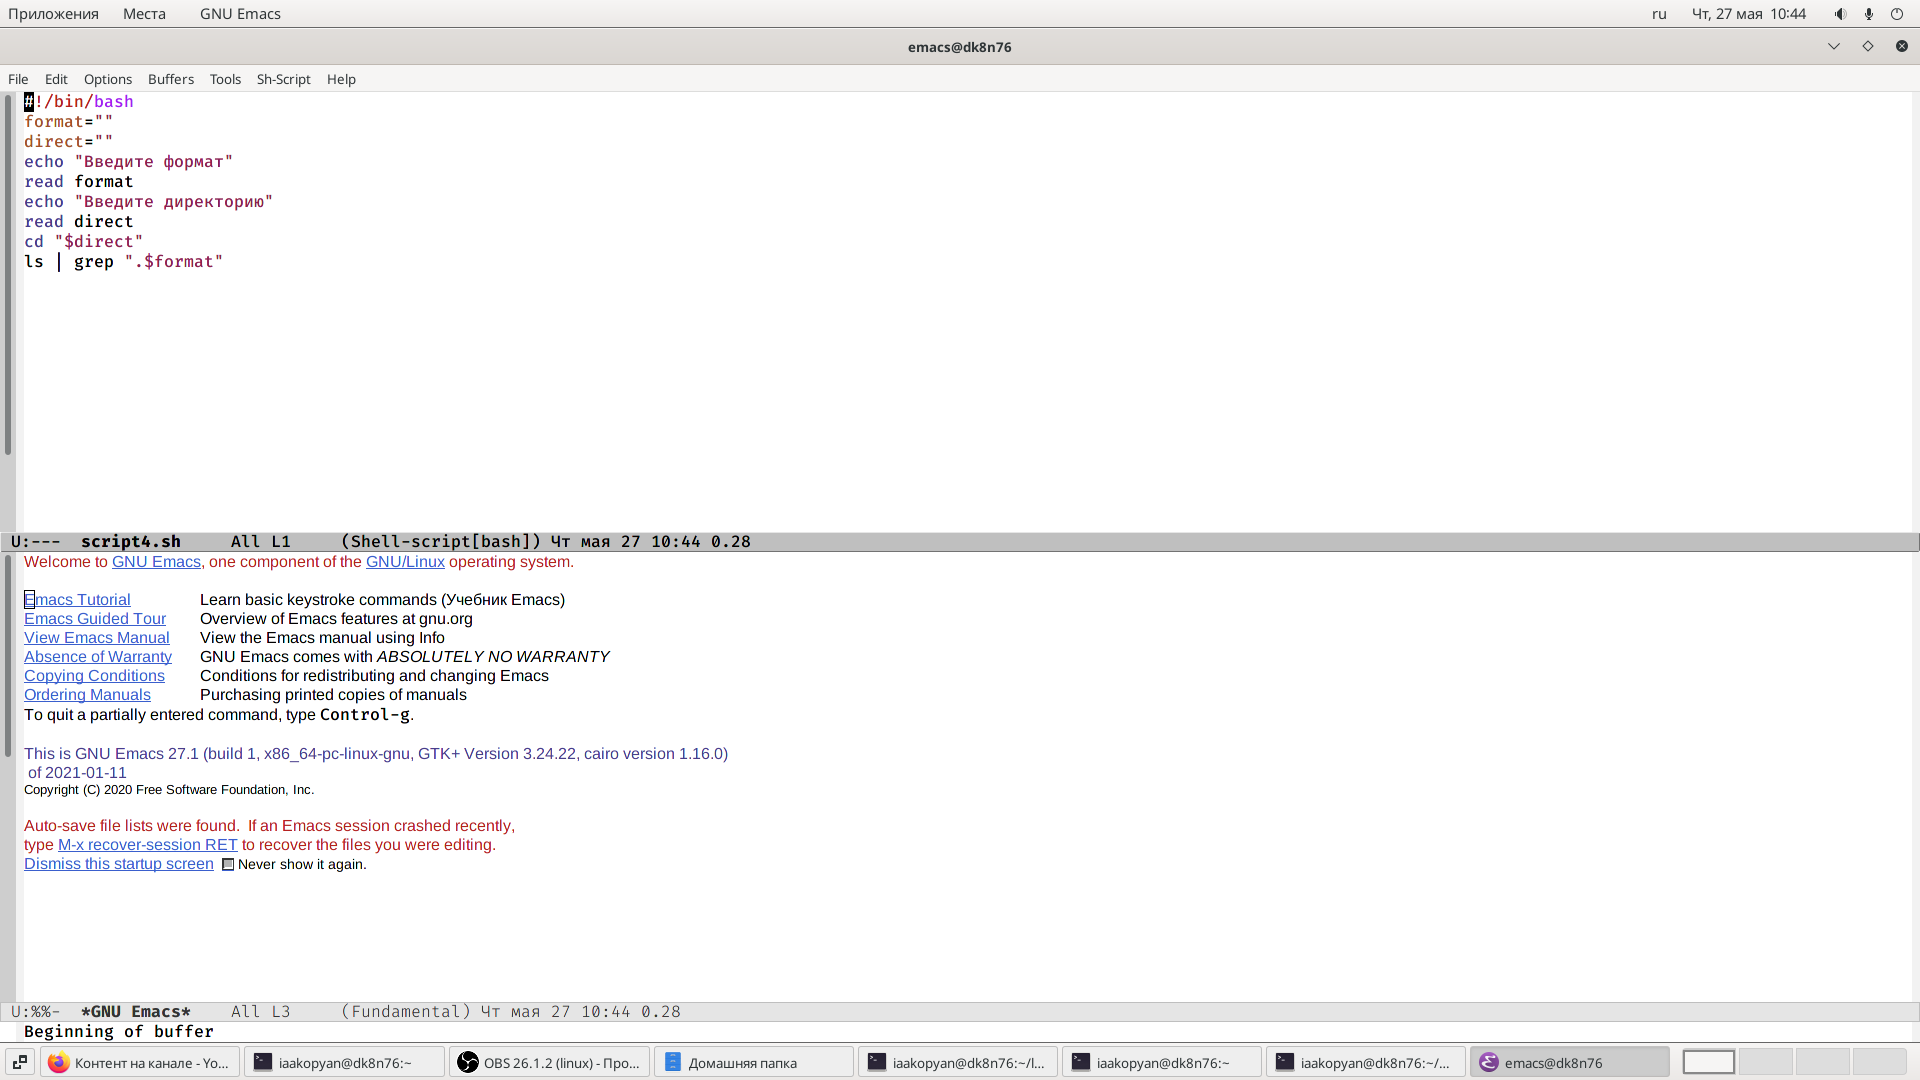 Приложения Места GNU Emacs ru Чт, 27 мая 10:44
emacs@dk8n76
File Edit Options Buffers Tools Sh-Script Help
#!/bin/bash
format=""
direct=""
echo "Введите формат"
read format
echo "Введите директорию"
read direct
cd "$direct"
ls | grep ".$format"
U:--- script4.sh All L1 (Shell-script[bash]) Чт мая 27 10:44 0.28
Welcome to GNU Emacs, one component of the GNU/Linux operating system.
Emacs Tutorial Learn basic keystroke commands (Учебник Emacs)
Emacs Guided Tour Overview of Emacs features at gnu.org
View Emacs Manual View the Emacs manual using Info
Absence of Warranty GNU Emacs comes with ABSOLUTELY NO WARRANTY
Copying Conditions Conditions for redistributing and changing Emacs
Ordering Manuals Purchasing printed copies of manuals
To quit a partially entered command, type Control-g.
This is GNU Emacs 27.1 (build 1, x86_64-pc-linux-gnu, GTK+ Version 3.24.22, cairo version 1.16.0)
of 2021-01-11
Copyright (C) 2020 Free Software Foundation, Inc.
Auto-save file lists were found. If an Emacs session crashed recently,
type M-x recover-session RET to recover the files you were editing.
Dismiss this startup screen Never show it again.
U:%%- *GNU Emacs* All L3 (Fundamental) Чт мая 27 10:44 0.28
Beginning of buffer
Контент на канале - Yo... iaakopyan@dk8n76:~ OBS 26.1.2 (linux) - Про... Домашняя папка iaakopyan@dk8n76:~/l... iaakopyan@dk8n76:~ iaakopyan@dk8n76:~/... emacs@dk8n76